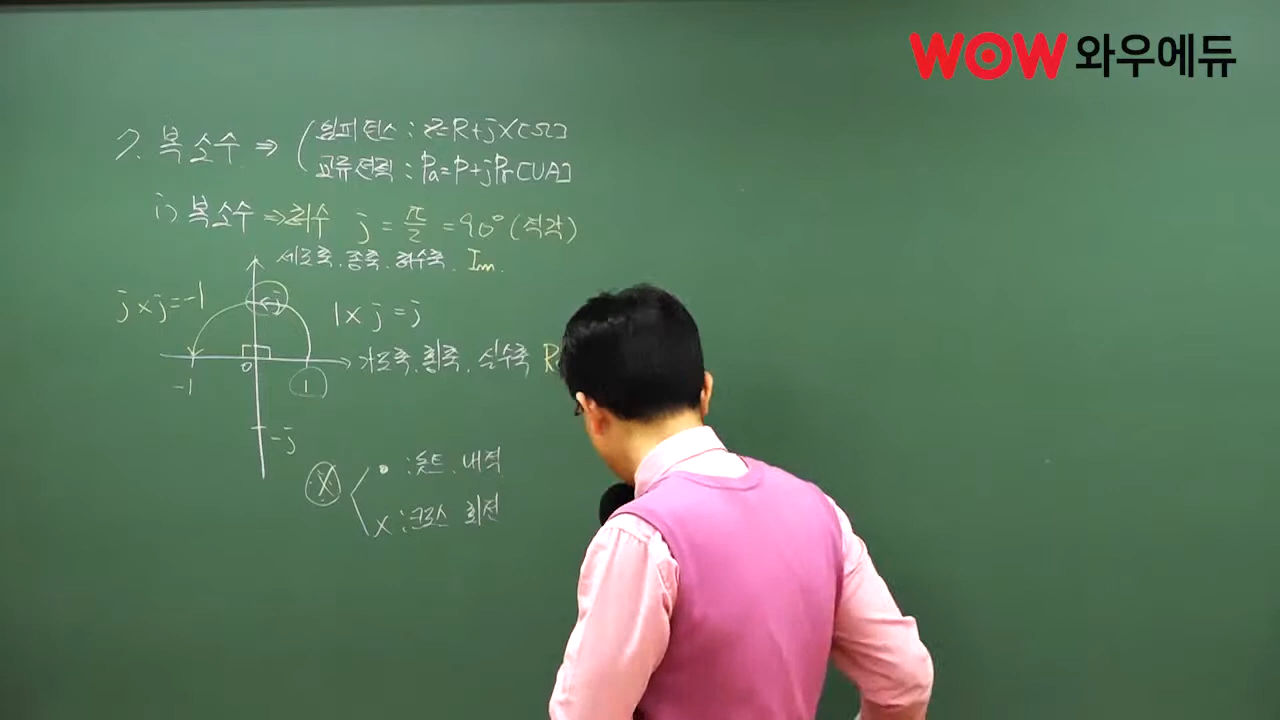 WOW 와우에듀
7. 복소수 ⇒ 임피던스 : Z=R+jX[Ω]
교류전력 : Pa=P+jPr[VA]
i) 복소수 ⇒ 허수 j = π/2 = 90° (직각)
세로축. 종축. 허수축. Im.
j×j=-1
j
1×j=j
0
가로축. 횡축. 실수축
-1
1
-j
X
• : 도트. 내적
× : 크로스 회전